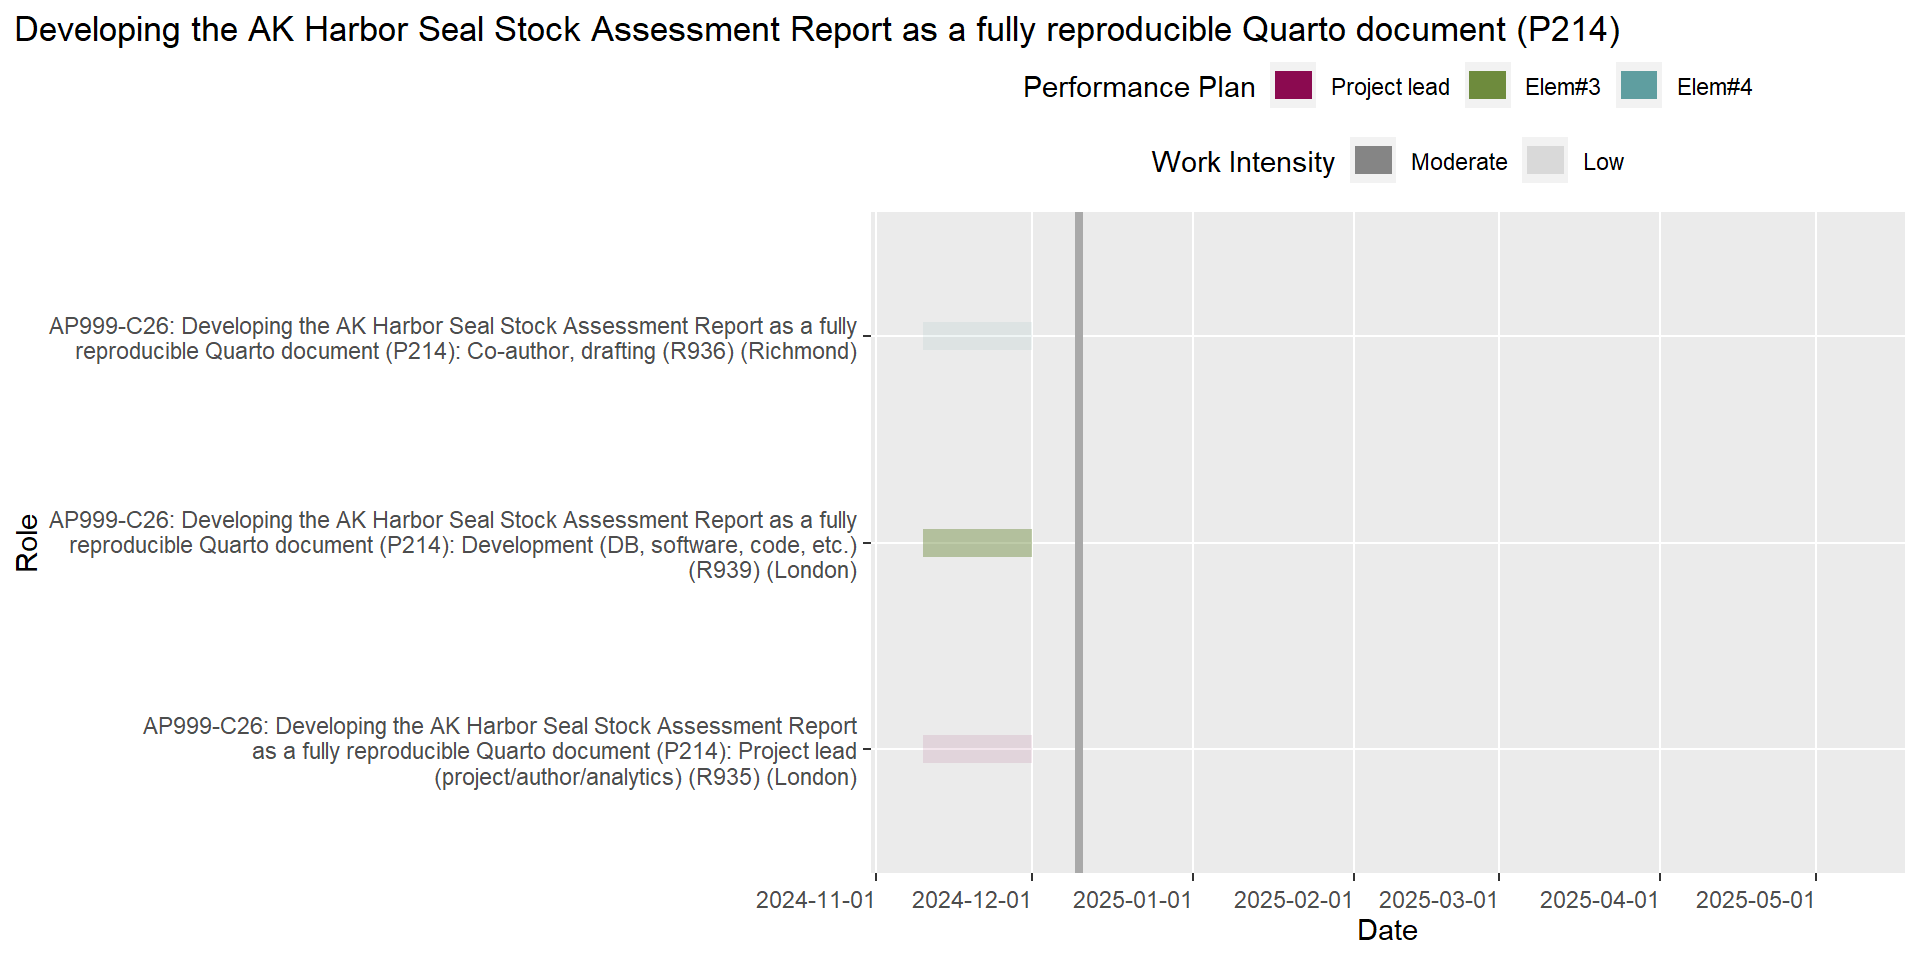 Developing the AK Harbor Seal Stock Assessment Report as a fully reproducible Quarto document (P214)
Performance Plan Project lead Elem#3 Elem#4
Work Intensity Moderate Low
AP999-C26: Developing the AK Harbor Seal Stock Assessment Report as a fully
reproducible Quarto document (P214): Co-author, drafting (R936) (Richmond)
Role
AP999-C26: Developing the AK Harbor Seal Stock Assessment Report as a fully
reproducible Quarto document (P214): Development (DB, software, code, etc.)
(R939) (London)
AP999-C26: Developing the AK Harbor Seal Stock Assessment Report
as a fully reproducible Quarto document (P214): Project lead
(project/author/analytics) (R935) (London)
2024-11-01 2024-12-01 2025-01-01 2025-02-01 2025-03-01 2025-04-01 2025-05-01
Date